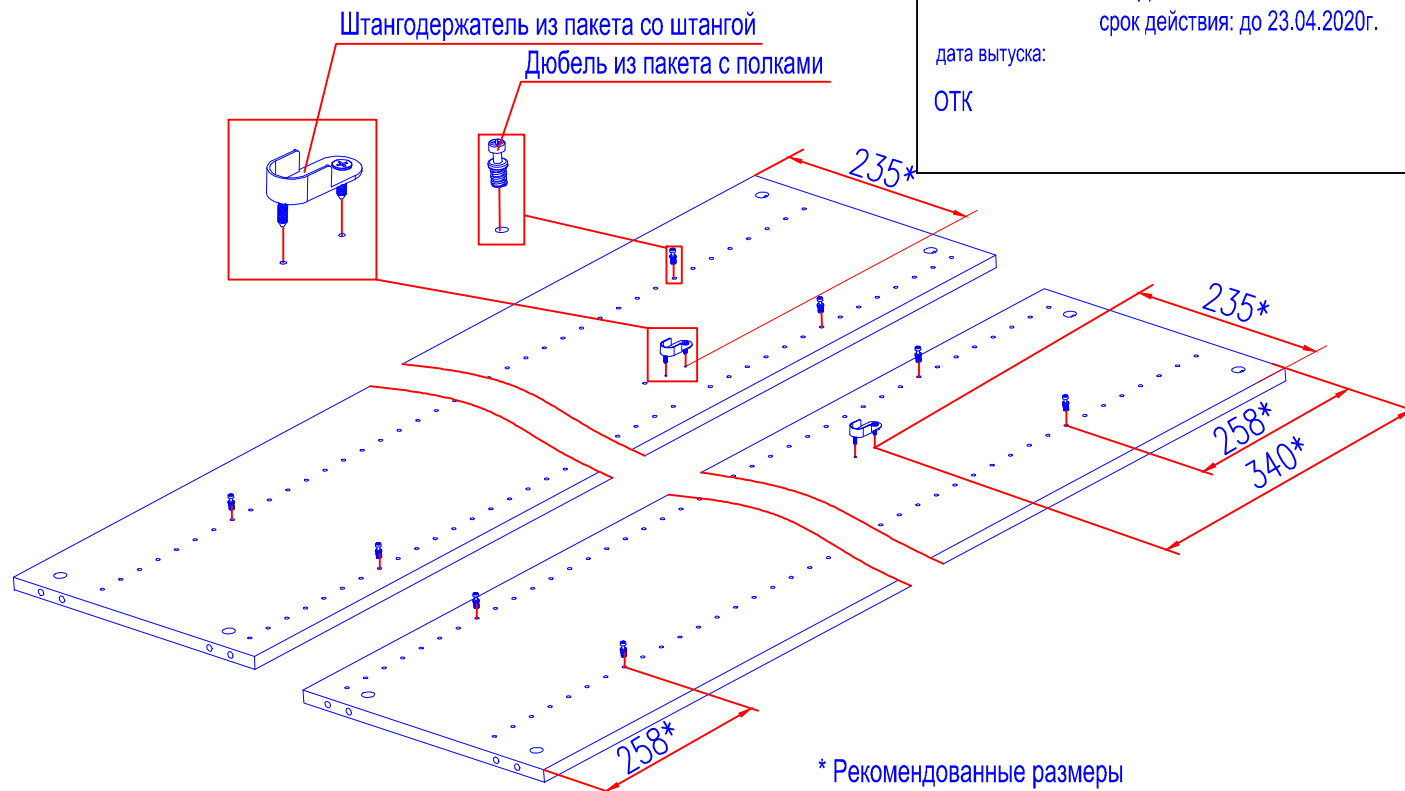 Штангодержатель из пакета со штангой
Дюбель из пакета с полками
срок действия: до 23.04.2020г.
дата вытуска:
ОТК
235*
235*
258*
340*
258*
* Рекомендованные размеры